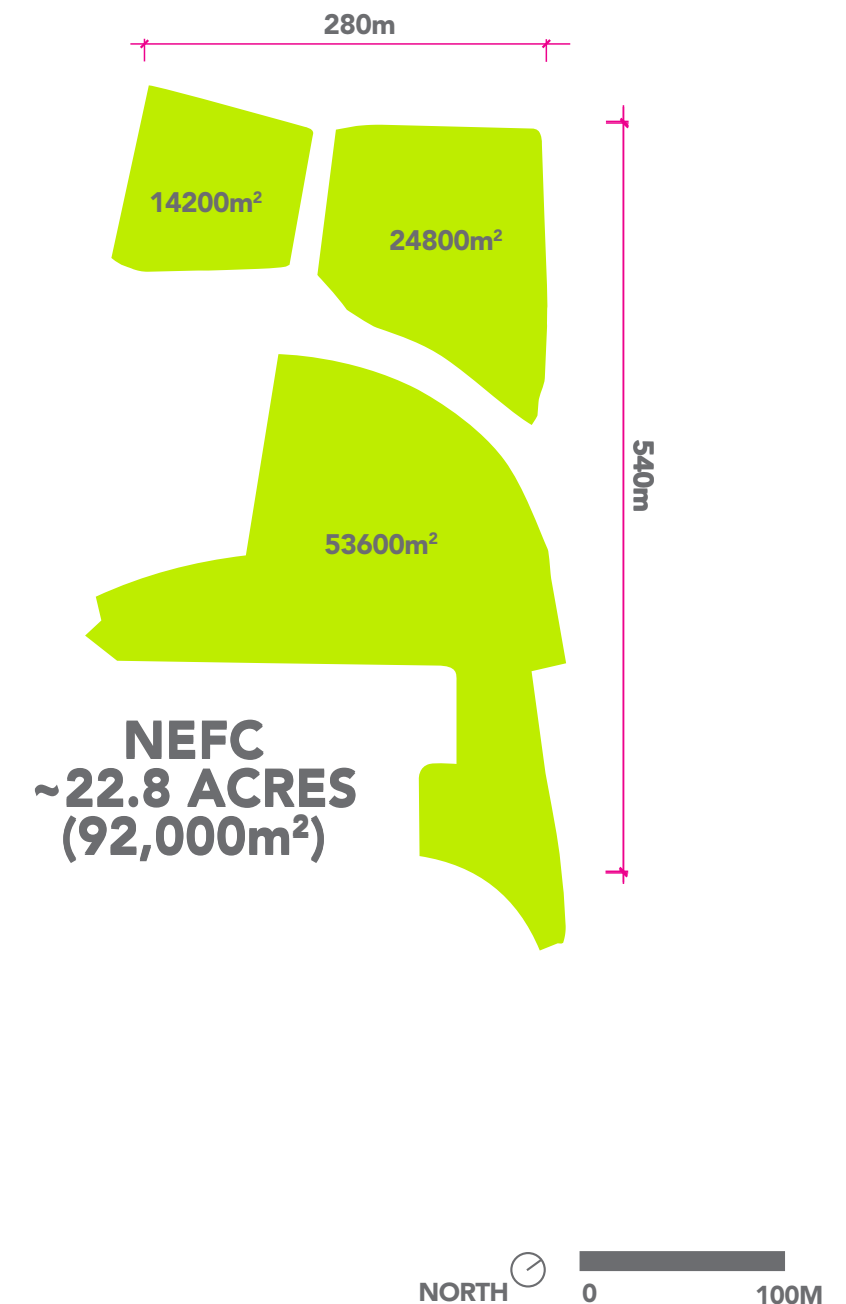 280m
14200m²
24800m²
540m
53600m²
NEFC
~22.8 ACRES
(92,000m²)
NORTH
0
100M